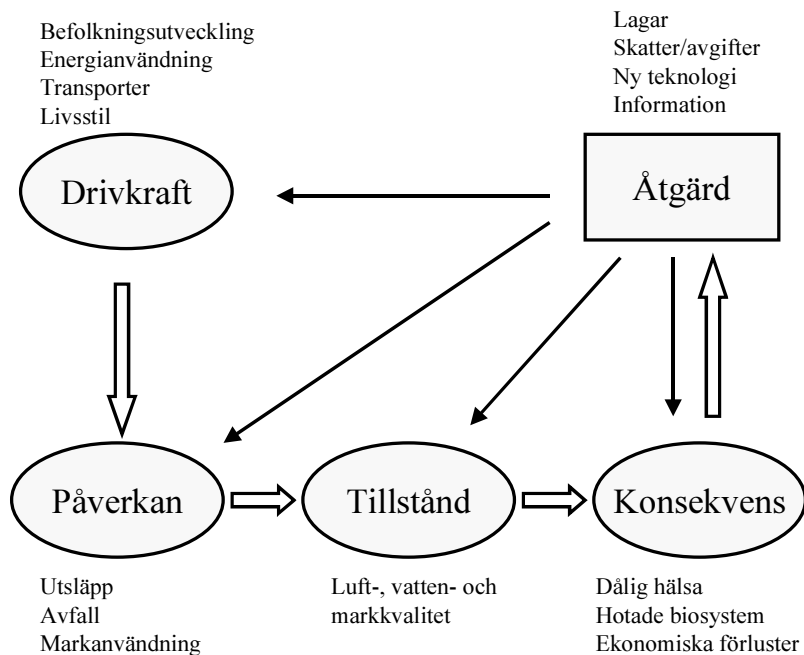 Befolkningsutveckling
Energianvändning
Transporter
Livsstil
Lagar
Skatter/avgifter
Ny teknologi
Information
Drivkraft
Åtgärd
Påverkan
Tillstånd
Konsekvens
Utsläpp
Avfall
Markanvändning
Luft-, vatten- och
markkvalitet
Dålig hälsa
Hotade biosystem
Ekonomiska förluster